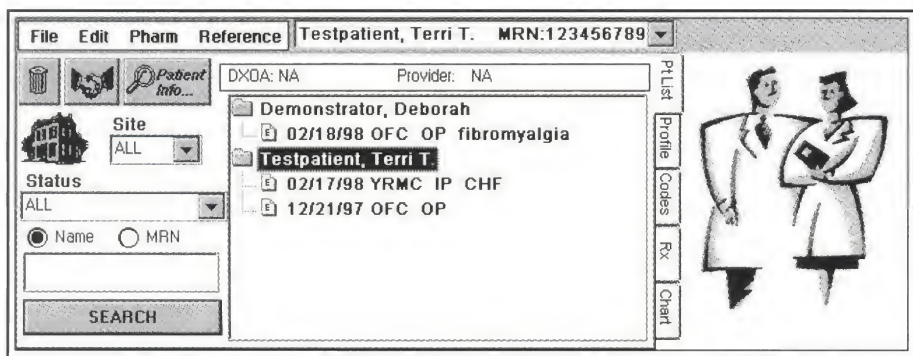 File Edit Pharm Reference Testpatient, Terri T. MRN:123456789
Patient Info...
DXOA: NA Provider: NA
Site
ALL
Status
ALL
Name MRN
SEARCH
Demonstrator, Deborah
02/18/98 OFC OP fibromyalgia
Testpatient, Terri T.
02/17/98 YRMC IP CHF
12/21/97 OFC OP
Pt List
Profile
Codes
Rx
Chart